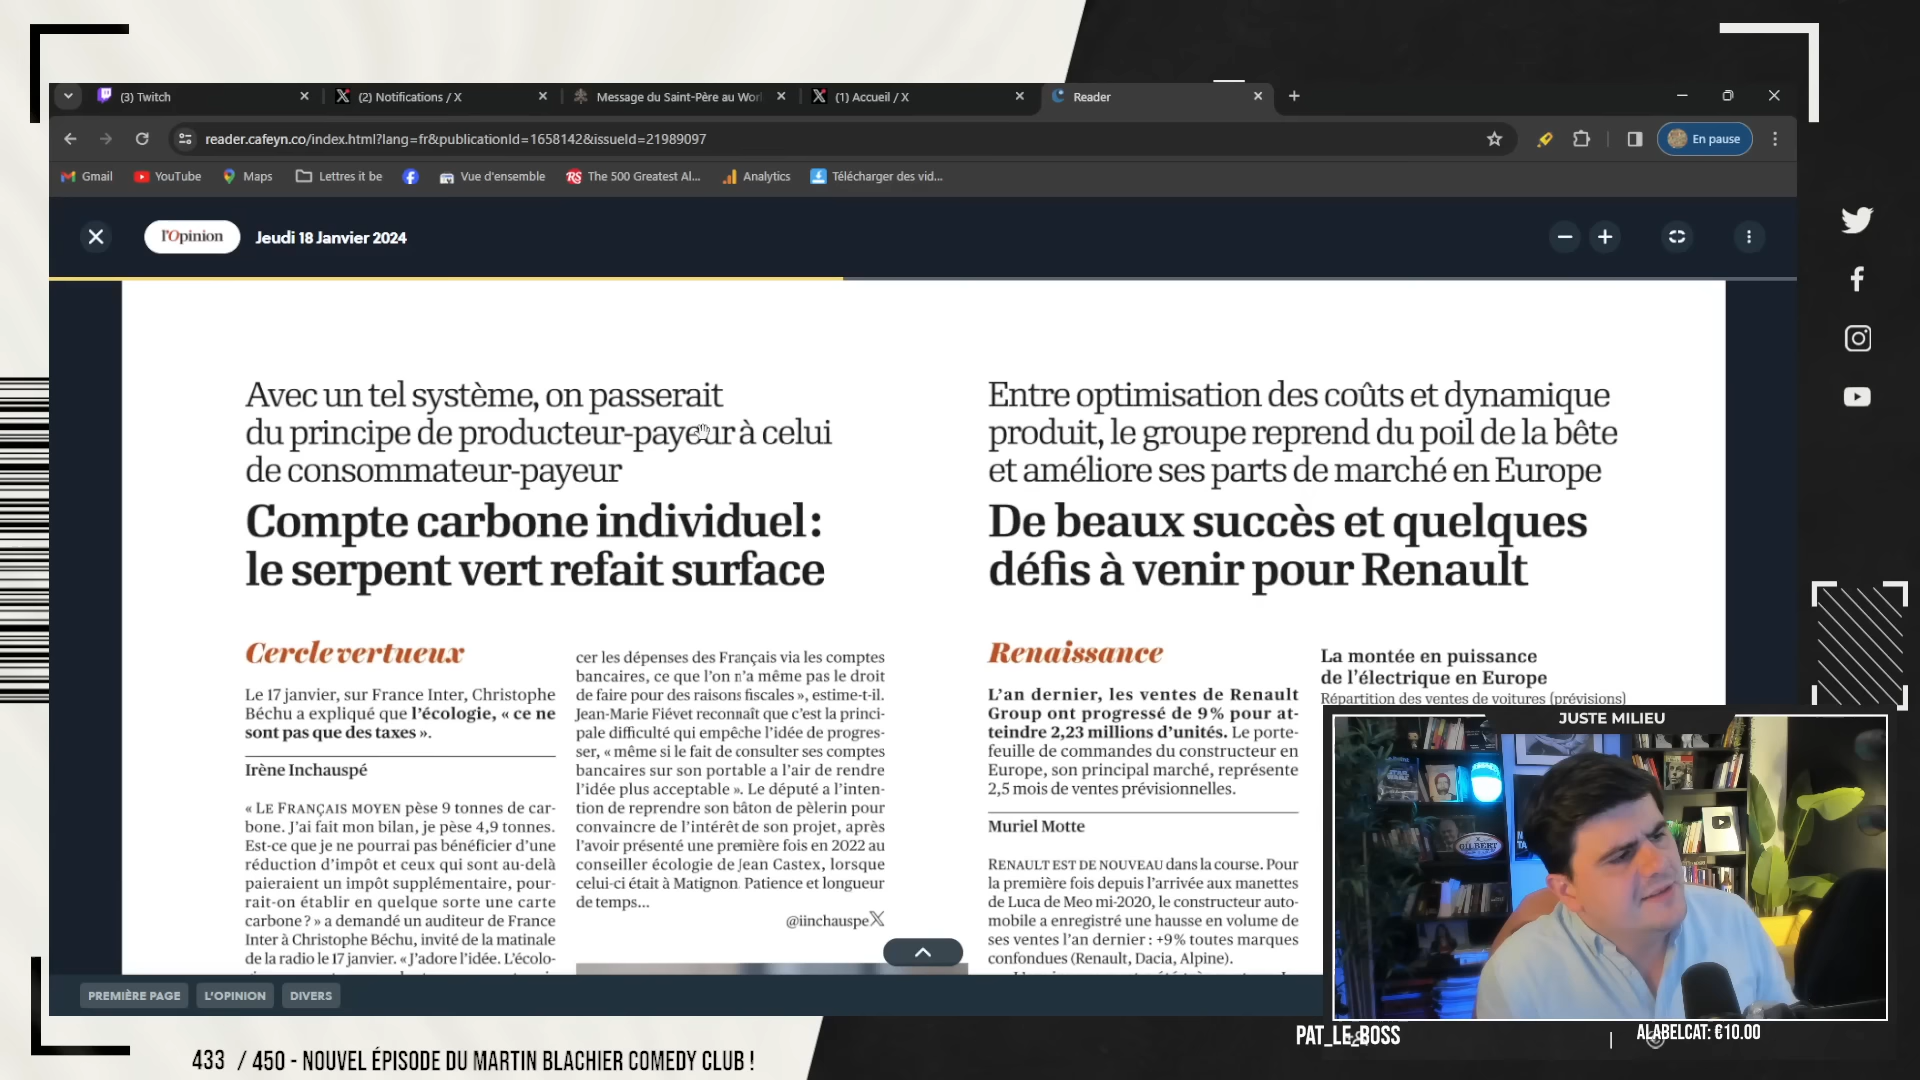 (3) Twitch
(2) Notifications / X
Message du Saint-Père au Worl
(1) Accueil / X
Reader
reader.cafeyn.co/index.html?lang=fr&publicationId=1658142&issueId=21989097
En pause
Gmail
YouTube
Maps
Lettres it be
Vue d'ensemble
RS
The 500 Greatest Al...
Analytics
Télécharger des vid...
l'Opinion
Jeudi 18 Janvier 2024
Avec un tel système, on passerait
du principe de producteur-payeur à celui
de consommateur-payeur
Compte carbone individuel :
le serpent vert refait surface
Cercle vertueux
Le 17 janvier, sur France Inter, Christophe
Béchu a expliqué que l'écologie, « ce ne
sont pas que des taxes ».
Irène Inchauspé
« LE FRANÇAIS MOYEN pèse 9 tonnes de car-
bone. J'ai fait mon bilan, je pèse 4,9 tonnes.
Est-ce que je ne pourrai pas bénéficier d'une
réduction d'impôt et ceux qui sont au-delà
paieraient un impôt supplémentaire, pour-
rait-on établir en quelque sorte une carte
carbone ? » a demandé un auditeur de France
Inter à Christophe Béchu, invité de la matinale
de la radio le 17 janvier. « J'adore l'idée. L'écolo-
cer les dépenses des Français via les comptes
bancaires, ce que l'on n'a même pas le droit
de faire pour des raisons fiscales », estime-t-il.
Jean-Marie Fiévet reconnaît que c'est la princi-
pale difficulté qui empêche l'idée de progres-
ser, « même si le fait de consulter ses comptes
bancaires sur son portable a l'air de rendre
l'idée plus acceptable ». Le député a l'inten-
tion de reprendre son bâton de pèlerin pour
convaincre de l'intérêt de son projet, après
l'avoir présenté une première fois en 2022 au
conseiller écologie de Jean Castex, lorsque
celui-ci était à Matignon. Patience et longueur
de temps...
@iinchauspe X
Entre optimisation des coûts et dynamique
produit, le groupe reprend du poil de la bête
et améliore ses parts de marché en Europe
De beaux succès et quelques
défis à venir pour Renault
Renaissance
L'an dernier, les ventes de Renault
Group ont progressé de 9 % pour at-
teindre 2,23 millions d'unités. Le porte-
feuille de commandes du constructeur en
Europe, son principal marché, représente
2,5 mois de ventes prévisionnelles.
Muriel Motte
RENAULT EST DE NOUVEAU dans la course. Pour
la première fois depuis l'arrivée aux manettes
de Luca de Meo mi-2020, le constructeur auto-
mobile a enregistré une hausse en volume de
ses ventes l'an dernier : +9 % toutes marques
confondues (Renault, Dacia, Alpine).
La montée en puissance
de l'électrique en Europe
Répartition des ventes de voitures (prévisions)
JUSTE MILIEU
STAR WARS
GILBERT
PREMIÈRE PAGE
L'OPINION
DIVERS
PAT_LE_BOSS
ALABELCAT: €10.00
433 / 450 - NOUVEL ÉPISODE DU MARTIN BLACHIER COMEDY CLUB !